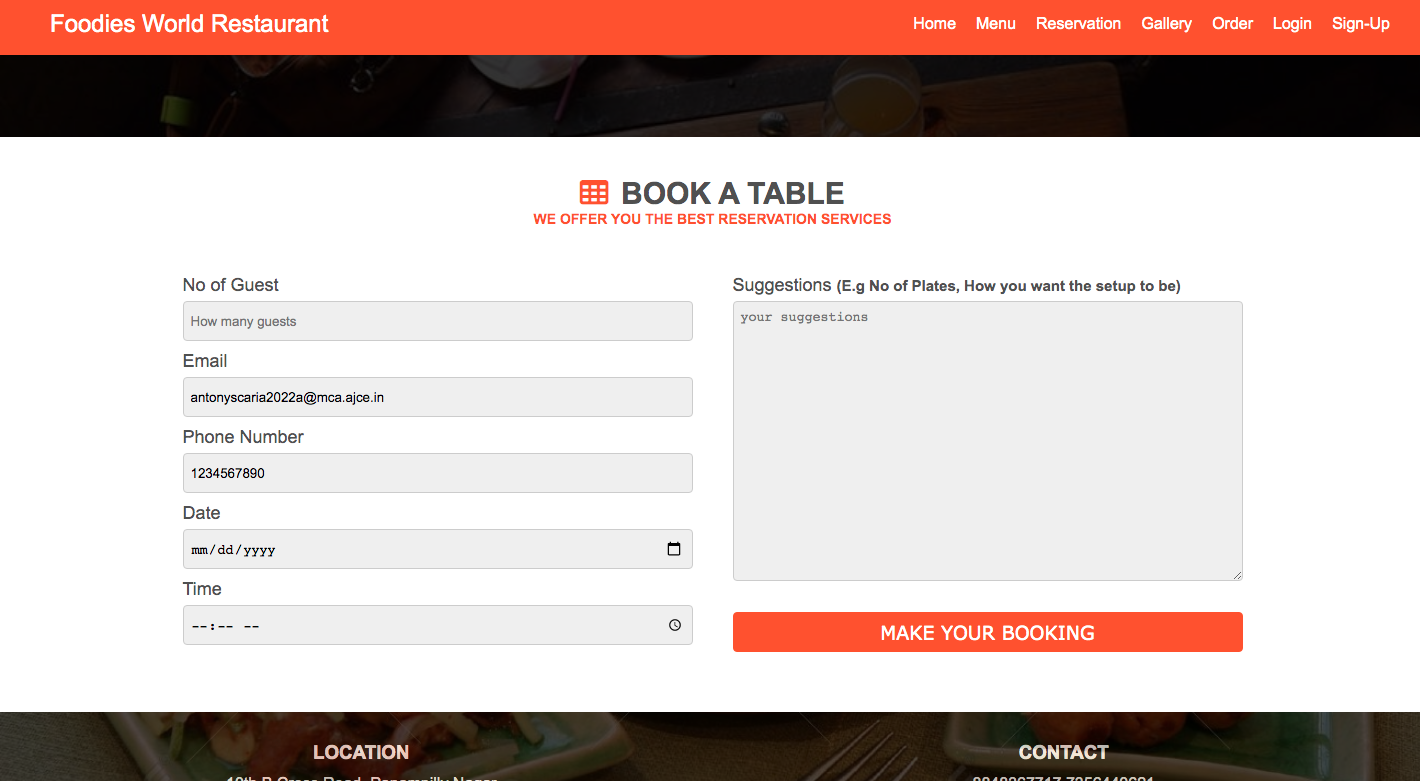 Foodies World Restaurant
Home Menu Reservation Gallery Order Login Sign-Up
BOOK A TABLE
WE OFFER YOU THE BEST RESERVATION SERVICES
No of Guest
How many guests
Email
antonyscaria2022a@mca.ajce.in
Phone Number
1234567890
Date
mm/dd/yyyy
Time
--:-- --
Suggestions (E.g No of Plates, How you want the setup to be)
your suggestions
MAKE YOUR BOOKING
LOCATION
CONTACT